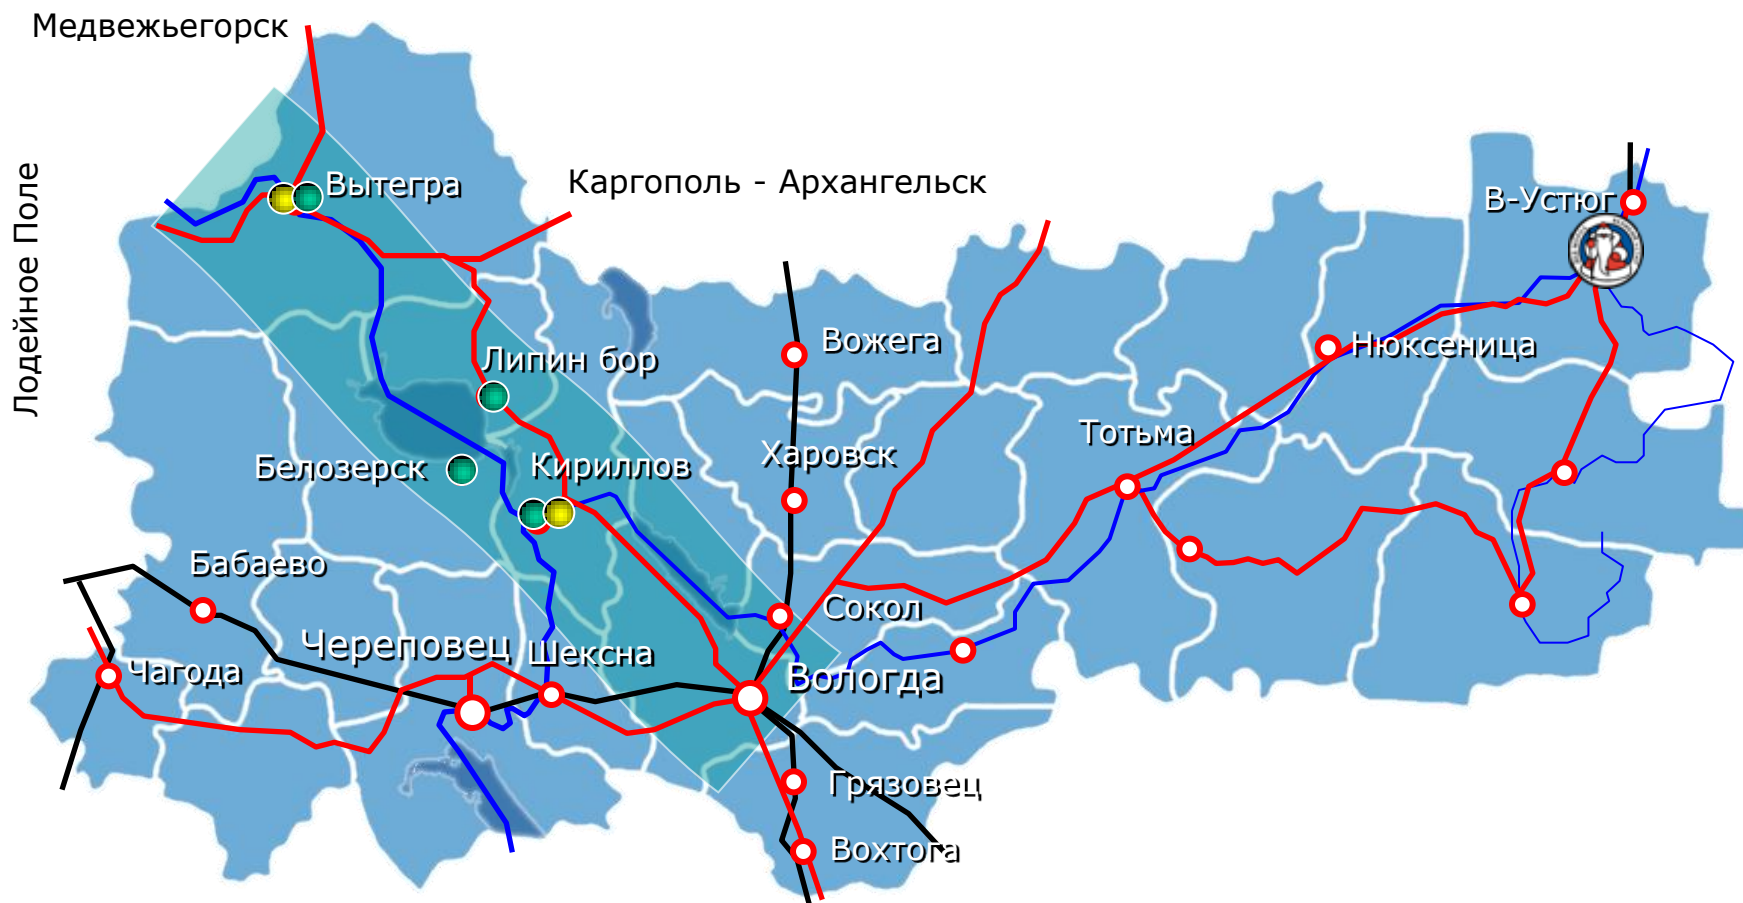 Медвежьегорск
Лодейное Поле
Вытегра
Каргополь - Архангельск
В-Устюг
Липин бор
Вожега
Нюксеница
Тотьма
Белозерск
Кириллов
Харовск
Бабаево
Сокол
Череповец
Шексна
Чагода
Вологда
Грязовец
Вохтога